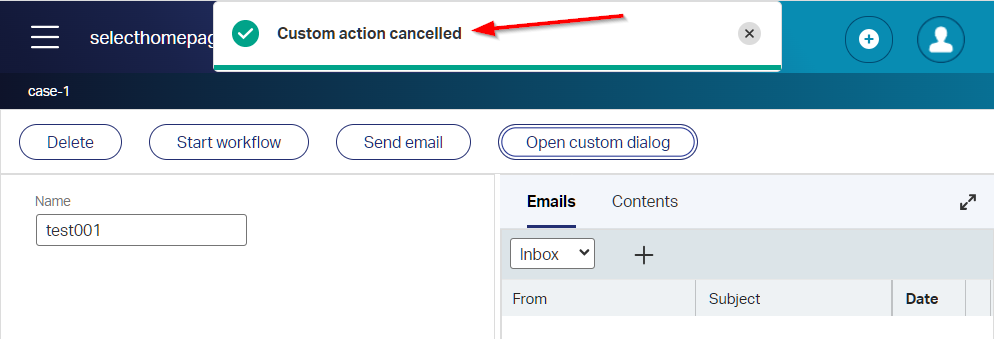 Custom action cancelled
selecthomepag
case-1
Delete Start workflow Send email Open custom dialog
Name
test001
Emails Contents
Inbox
From Subject Date